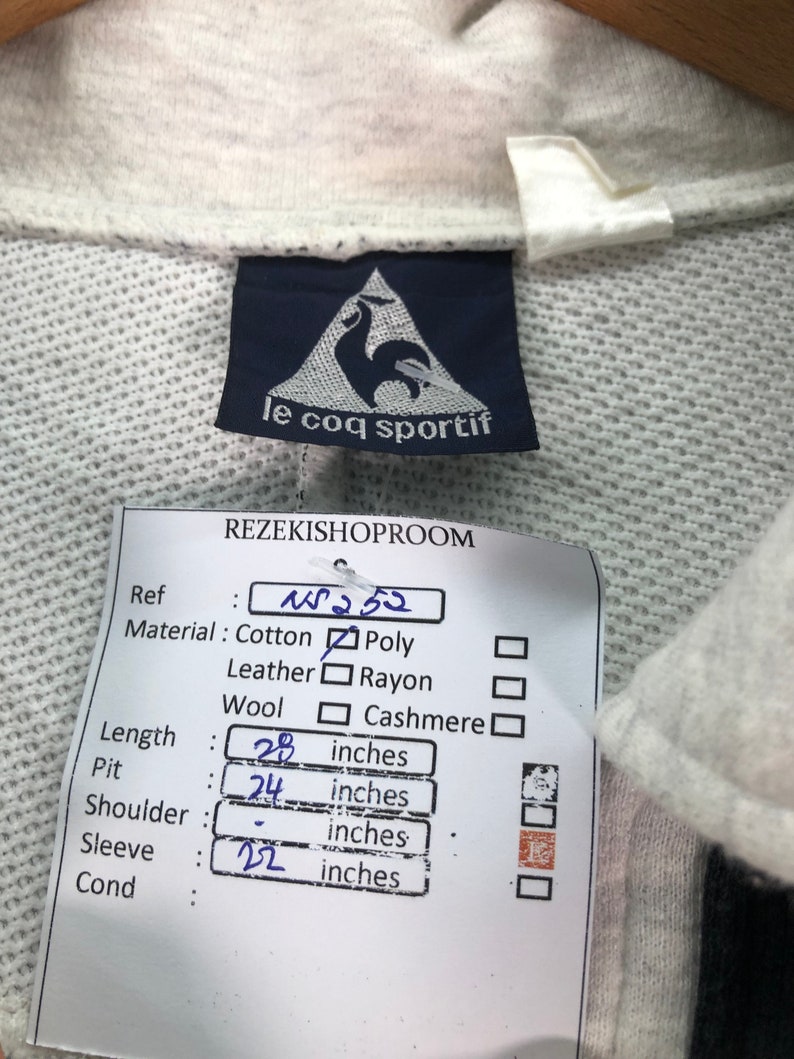 le coq sportif
REZEKISHOPROOM
Ref : NS252
Material : Cotton Poly
Leather Rayon
Wool Cashmere
Length : 28 inches
Pit : 24 inches
Shoulder : - inches
Sleeve : 22 inches
Cond :